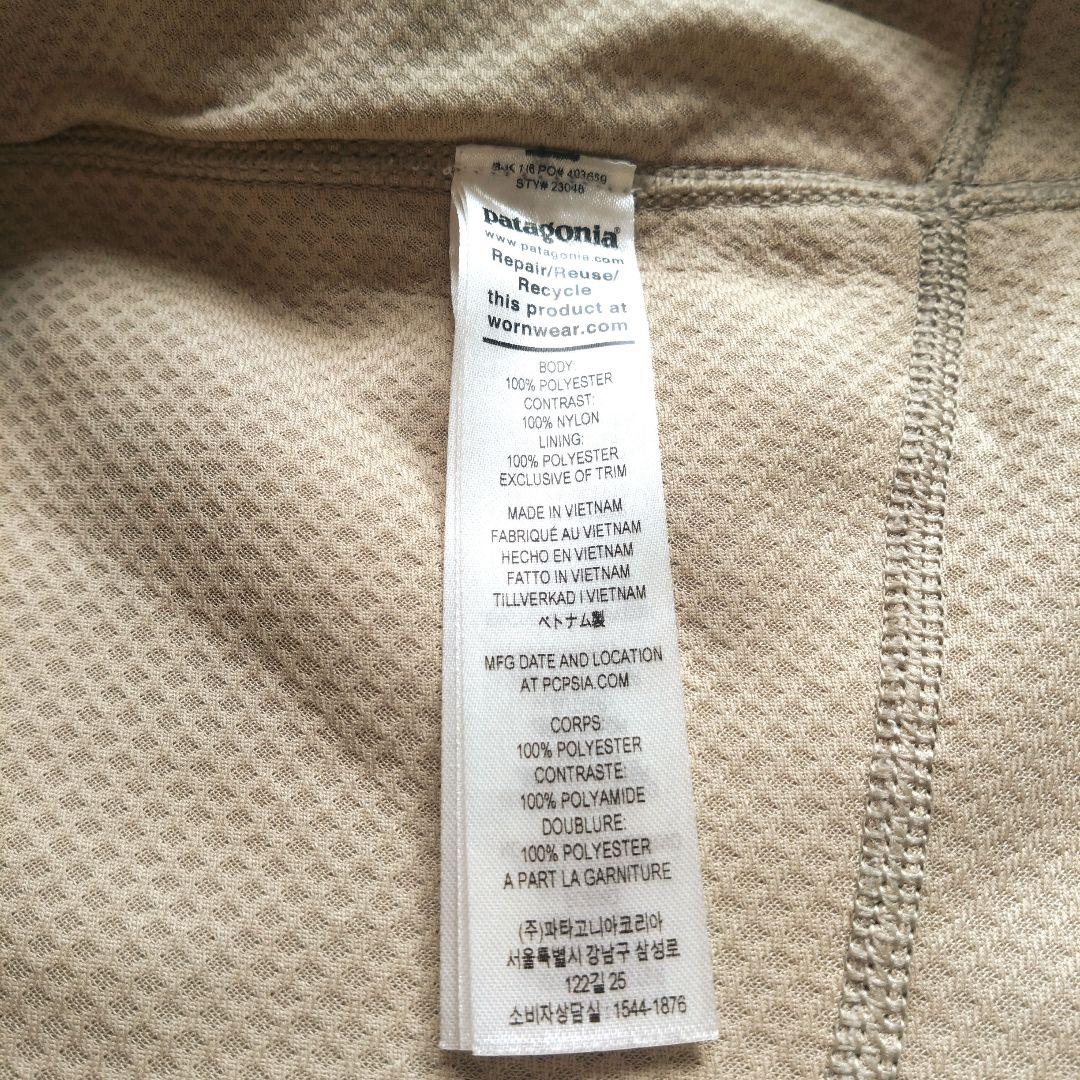 1/6 PO# 403659
STY# 23048
patagonia®
www.patagonia.com
Repair/Reuse/
Recycle
this product at
wornwear.com
BODY
100% POLYESTER
CONTRAST:
100% NYLON
LINING:
100% POLYESTER
EXCLUSIVE OF TRIM
MADE IN VIETNAM
FABRIQUÉ AU VIETNAM
HECHO EN VIETNAM
FATTO IN VIETNAM
TILLVERKAD I VIETNAM
ベトナム製
MFG DATE AND LOCATION
AT PCPSIA.COM
CORPS:
100% POLYESTER
CONTRASTE:
100% POLYAMIDE
DOUBLURE:
100% POLYESTER
A PART LA GARNITURE
(주)파타고니아코리아
서울특별시 강남구 삼성로
122길 25
소비자상담실 : 1544-1876